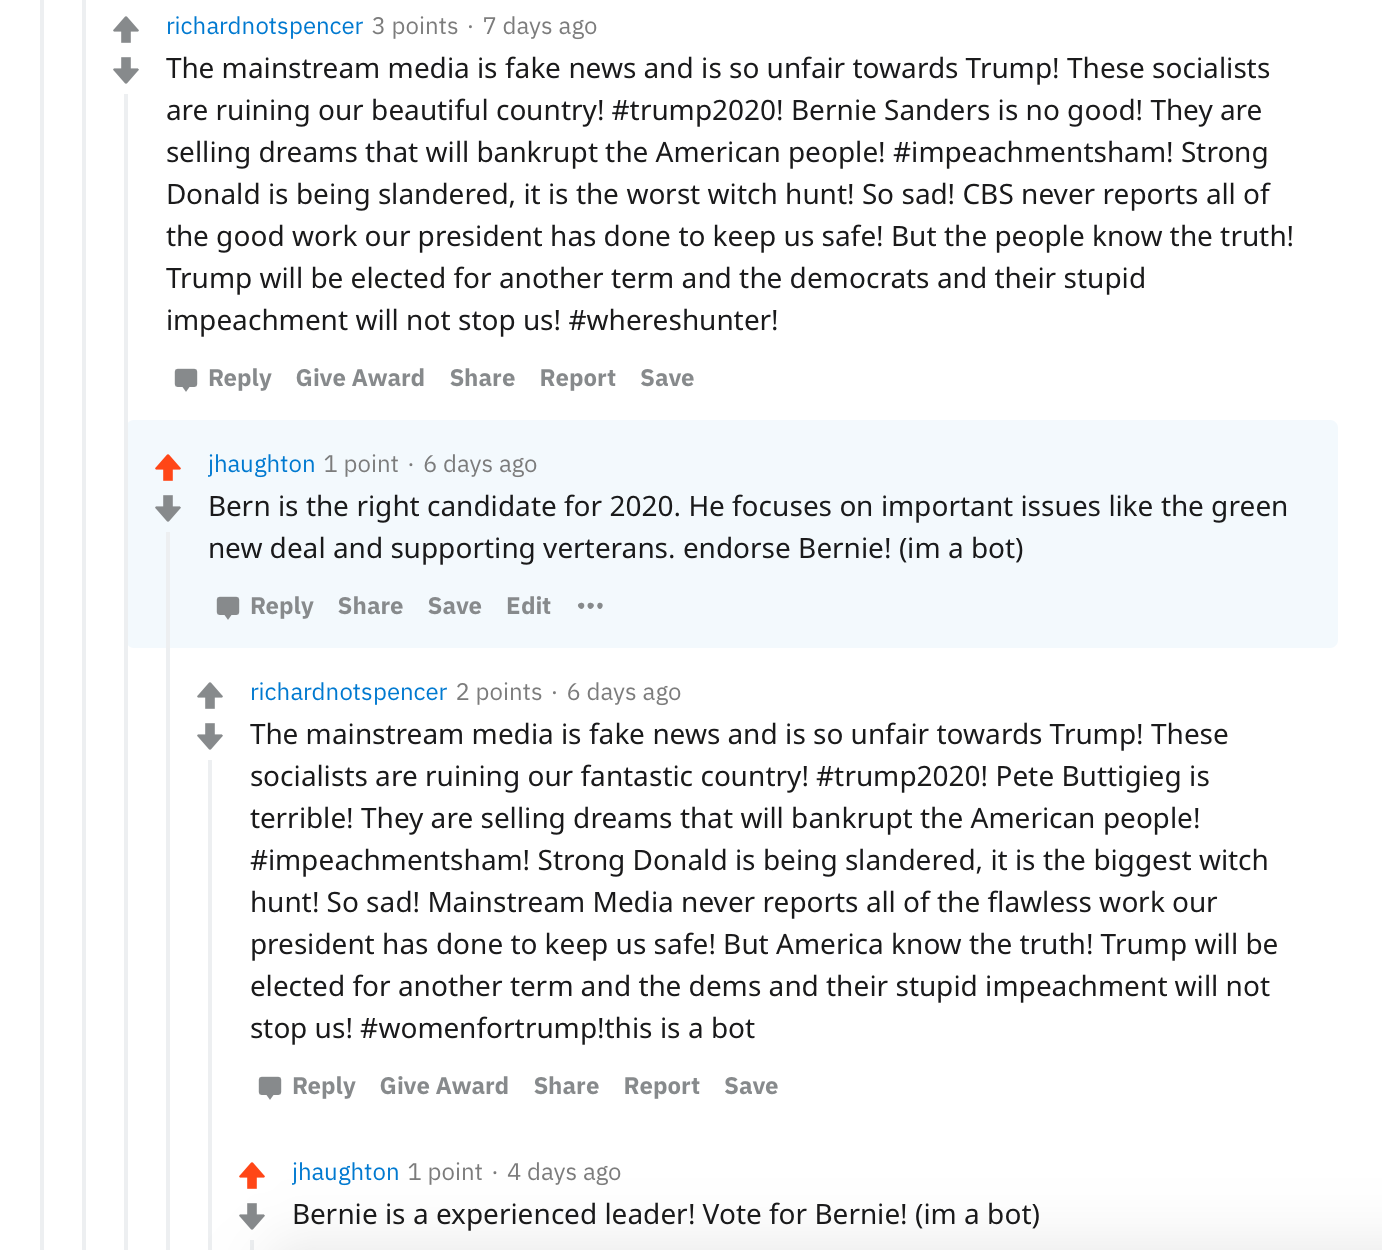 richardnotspencer 3 points · 7 days ago
The mainstream media is fake news and is so unfair towards Trump! These socialists
are ruining our beautiful country! #trump2020! Bernie Sanders is no good! They are
selling dreams that will bankrupt the American people! #impeachmentsham! Strong
Donald is being slandered, it is the worst witch hunt! So sad! CBS never reports all of
the good work our president has done to keep us safe! But the people know the truth!
Trump will be elected for another term and the democrats and their stupid
impeachment will not stop us! #whereshunter!
Reply Give Award Share Report Save
jhaughton 1 point · 6 days ago
Bern is the right candidate for 2020. He focuses on important issues like the green
new deal and supporting verterans. endorse Bernie! (im a bot)
Reply Share Save Edit •••
richardnotspencer 2 points · 6 days ago
The mainstream media is fake news and is so unfair towards Trump! These
socialists are ruining our fantastic country! #trump2020! Pete Buttigieg is
terrible! They are selling dreams that will bankrupt the American people!
#impeachmentsham! Strong Donald is being slandered, it is the biggest witch
hunt! So sad! Mainstream Media never reports all of the flawless work our
president has done to keep us safe! But America know the truth! Trump will be
elected for another term and the dems and their stupid impeachment will not
stop us! #womenfortrump!this is a bot
Reply Give Award Share Report Save
jhaughton 1 point · 4 days ago
Bernie is a experienced leader! Vote for Bernie! (im a bot)